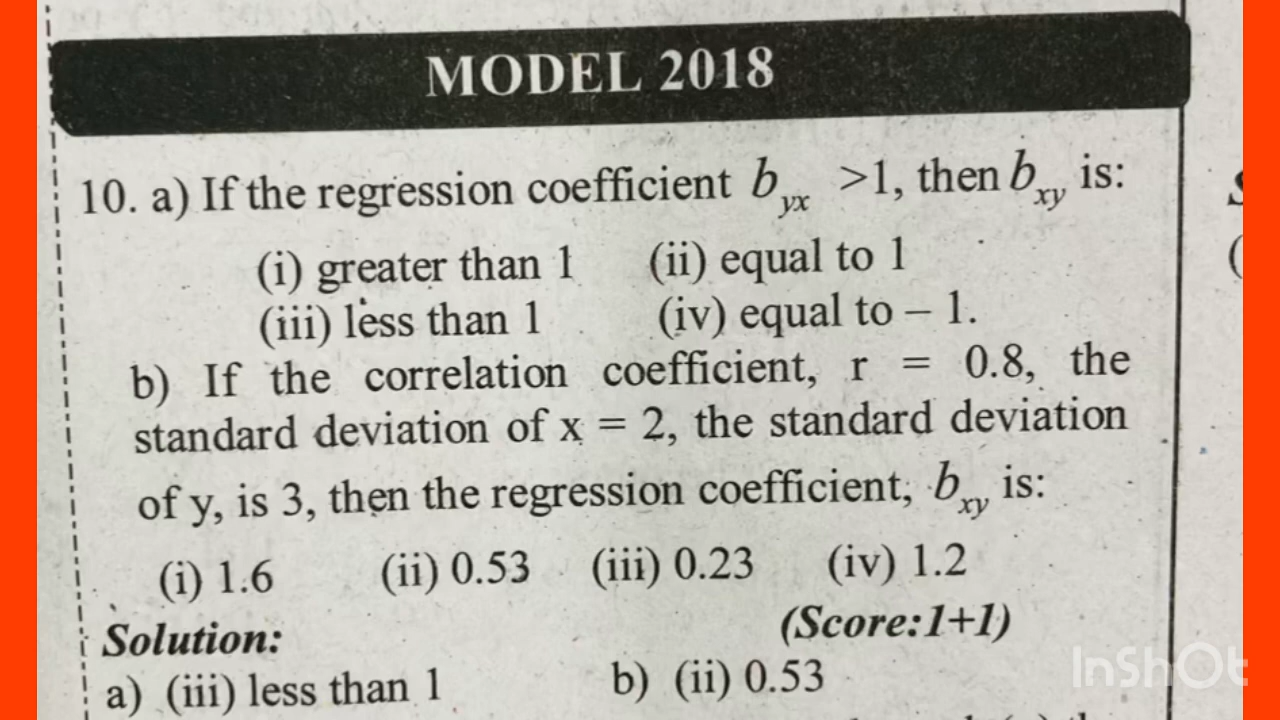 MODEL 2018
10. a) If the regression coefficient b yx >1, then b xy is:
(i) greater than 1 (ii) equal to 1
(iii) less than 1 (iv) equal to – 1.
b) If the correlation coefficient, r = 0.8, the
standard deviation of x = 2, the standard deviation
of y, is 3, then the regression coefficient, b xy is:
(i) 1.6 (ii) 0.53 (iii) 0.23 (iv) 1.2
(Score:1+1)
Solution:
a) (iii) less than 1 b) (ii) 0.53
InShOt